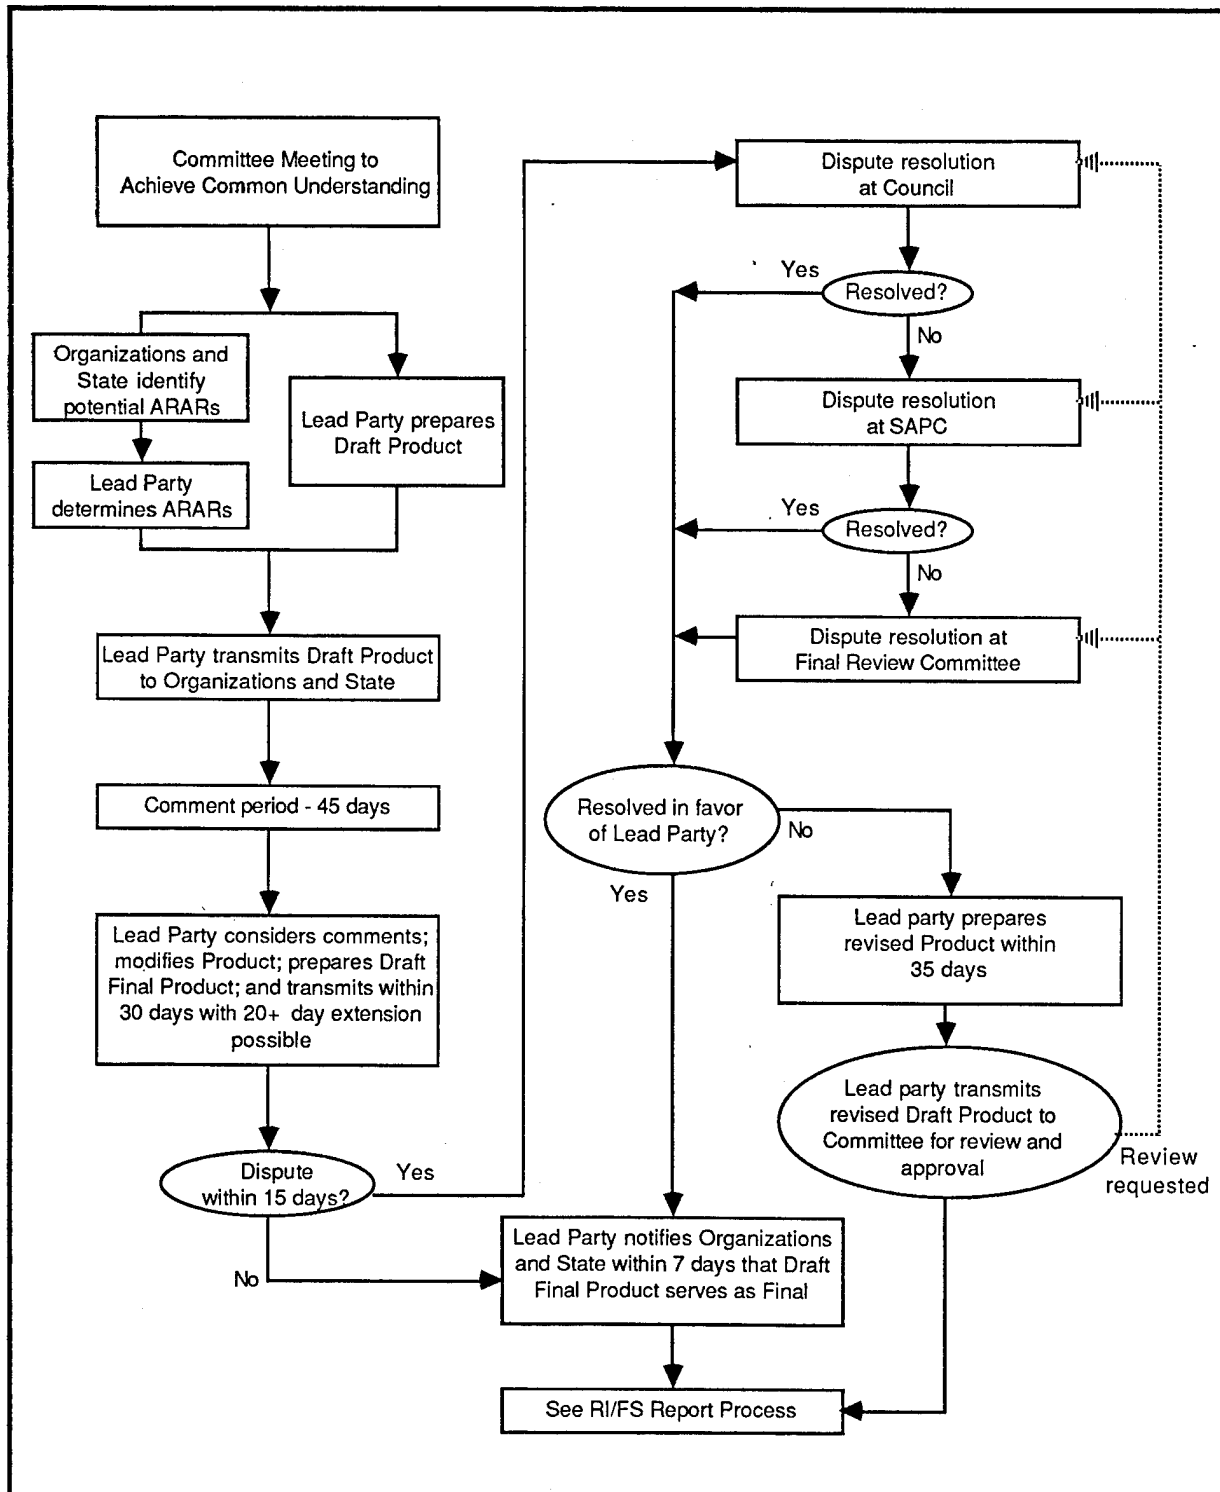 Committee Meeting to
Achieve Common Understanding
Organizations and
State identify
potential ARARs
Lead Party prepares
Draft Product
Lead Party
determines ARARs
Lead Party transmits Draft Product
to Organizations and State
Comment period - 45 days
Lead Party considers comments;
modifies Product; prepares Draft
Final Product; and transmits within
30 days with 20+ day extension
possible
Dispute
within 15 days?
Yes
No
Dispute resolution
at Council
Yes
Resolved?
No
Dispute resolution
at SAPC
Yes
Resolved?
No
Dispute resolution at
Final Review Committee
Resolved in favor
of Lead Party?
No
Yes
Lead party prepares
revised Product within
35 days
Lead party transmits
revised Draft Product to
Committee for review and
approval
Review
requested
Lead Party notifies Organizations
and State within 7 days that Draft
Final Product serves as Final
See RI/FS Report Process